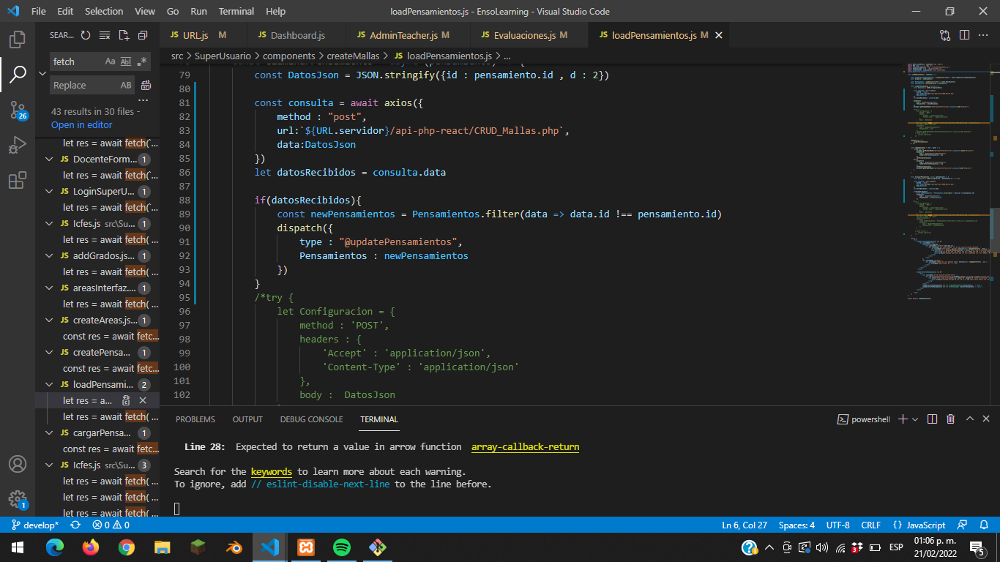 File Edit Selection View Go Run Terminal Help
loadPensamientos.js - EnsoLearning - Visual Studio Code
SEAR...
URL.js M
Dashboard.js
AdminTeacher.js M
Evaluaciones.js M
loadPensamientos.js M
src > SuperUsuario > components > createMallas > JS loadPensamientos.js > ...
fetch
Replace
43 results in 30 files -
Open in editor
let res = await fetch(`...
JS DocenteForm... 1
let res = await fetch(`...
JS LoginSuperU... 1
let res = await fetch(`...
JS Icfes.js src\Su... 1
let res = await fetch( ...
JS addGrados.js... 1
let res = await fetch( ...
JS areasInterfaz.... 1
let res = await fetch( ...
JS createAreas.js... 1
const res = await fetc...
JS createPensa... 1
const res = await fetc...
JS loadPensami... 2
let res = a...
let res = await fetch( ...
JS cargarPensa... 1
const res = await fetc...
JS Icfes.js src\Su... 3
let res = await fetch( ...
let res = await fetch( ...
let res = await fetch( ...
79 const DatosJson = JSON.stringify({id : pensamiento.id , d : 2})
80
81 const consulta = await axios({
82 method : "post",
83 url:`${URL.servidor}/api-php-react/CRUD_Mallas.php`,
84 data:DatosJson
85 })
86 let datosRecibidos = consulta.data
87
88 if(datosRecibidos){
89 const newPensamientos = Pensamientos.filter(data => data.id !== pensamiento.id)
90 dispatch({
91 type : "@updatePensamientos",
92 Pensamientos : newPensamientos
93 })
94 }
95 /*try {
96 let Configuracion = {
97 method : 'POST',
98 headers : {
99 'Accept' : 'application/json',
100 'Content-Type' : 'application/json'
101 },
102 body : DatosJson
PROBLEMS OUTPUT DEBUG CONSOLE TERMINAL
powershell
Line 28: Expected to return a value in arrow function array-callback-return
Search for the keywords to learn more about each warning.
To ignore, add // eslint-disable-next-line to the line before.
26
1
develop* 0 0
Ln 6, Col 27 Spaces: 4 UTF-8 CRLF {} JavaScript
ESP
01:06 p. m.
21/02/2022
5